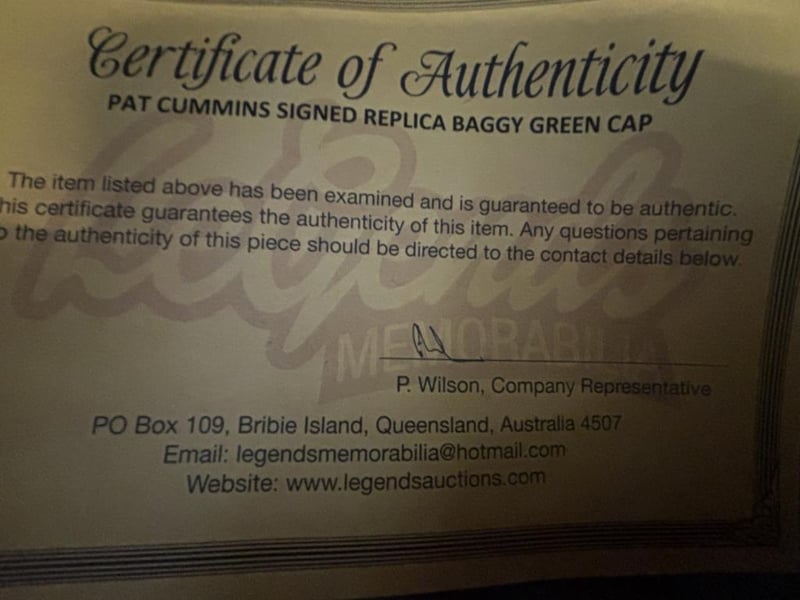 Certificate of Authenticity
PAT CUMMINS SIGNED REPLICA BAGGY GREEN CAP
The item listed above has been examined and is guaranteed to be authentic.
his certificate guarantees the authenticity of this item. Any questions pertaining
o the authenticity of this piece should be directed to the contact details below.
Legends
MEMORABILIA
P. Wilson, Company Representative
PO Box 109, Bribie Island, Queensland, Australia 4507
Email: legendsmemorabilia@hotmail.com
Website: www.legendsauctions.com